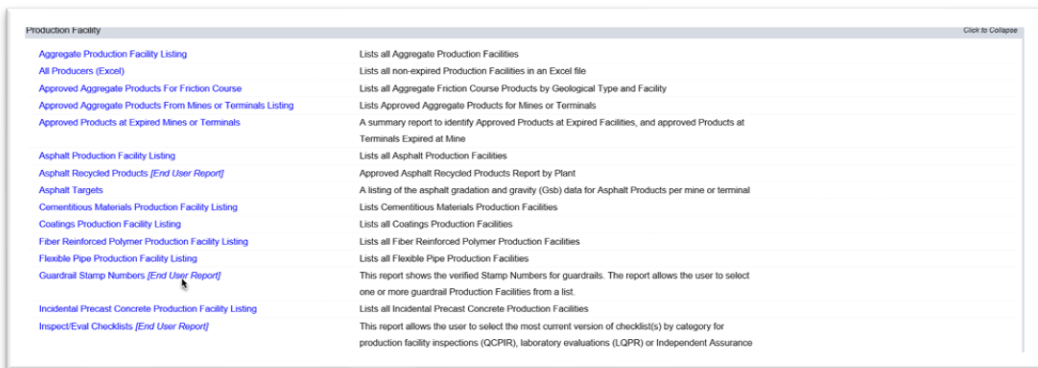 Production Facility Click to Collapse
Aggregate Production Facility Listing Lists all Aggregate Production Facilities
All Producers (Excel) Lists all non-expired Production Facilities in an Excel file
Approved Aggregate Products For Friction Course Lists all Aggregate Friction Course Products by Geological Type and Facility
Approved Aggregate Products From Mines or Terminals Listing Lists Approved Aggregate Products for Mines or Terminals
Approved Products at Expired Mines or Terminals A summary report to identify Approved Products at Expired Facilities, and approved Products at
Terminals Expired at Mine
Asphalt Production Facility Listing Lists all Asphalt Production Facilities
Asphalt Recycled Products [End User Report] Approved Asphalt Recycled Products Report by Plant
Asphalt Targets A listing of the asphalt gradation and gravity (Gsb) data for Asphalt Products per mine or terminal
Cementitious Materials Production Facility Listing Lists Cementitious Materials Production Facilities
Coatings Production Facility Listing Lists all Coatings Production Facilities
Fiber Reinforced Polymer Production Facility Listing Lists all Fiber Reinforced Polymer Production Facilities
Flexible Pipe Production Facility Listing Lists all Flexible Pipe Production Facilities
Guardrail Stamp Numbers [End User Report] This report shows the verified Stamp Numbers for guardrails. The report allows the user to select
one or more guardrail Production Facilities from a list.
Incidental Precast Concrete Production Facility Listing Lists all Incidental Precast Concrete Production Facilities
Inspect/Eval Checklists [End User Report] This report allows the user to select the most current version of checklist(s) by category for
production facility inspections (QCPIR), laboratory evaluations (LQPR) or Independent Assurance